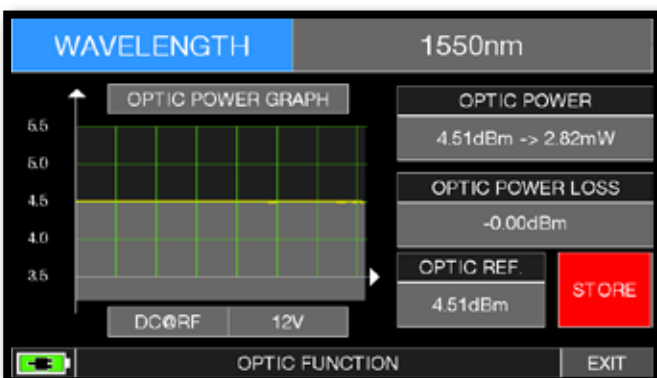 WAVELENGTH 1550nm
OPTIC POWER GRAPH
5.5
5.0
4.5
4.0
3.5
DC@RF 12V
OPTIC POWER
4.51dBm -> 2.82mW
OPTIC POWER LOSS
-0.00dBm
OPTIC REF.
4.51dBm
STORE
OPTIC FUNCTION
EXIT